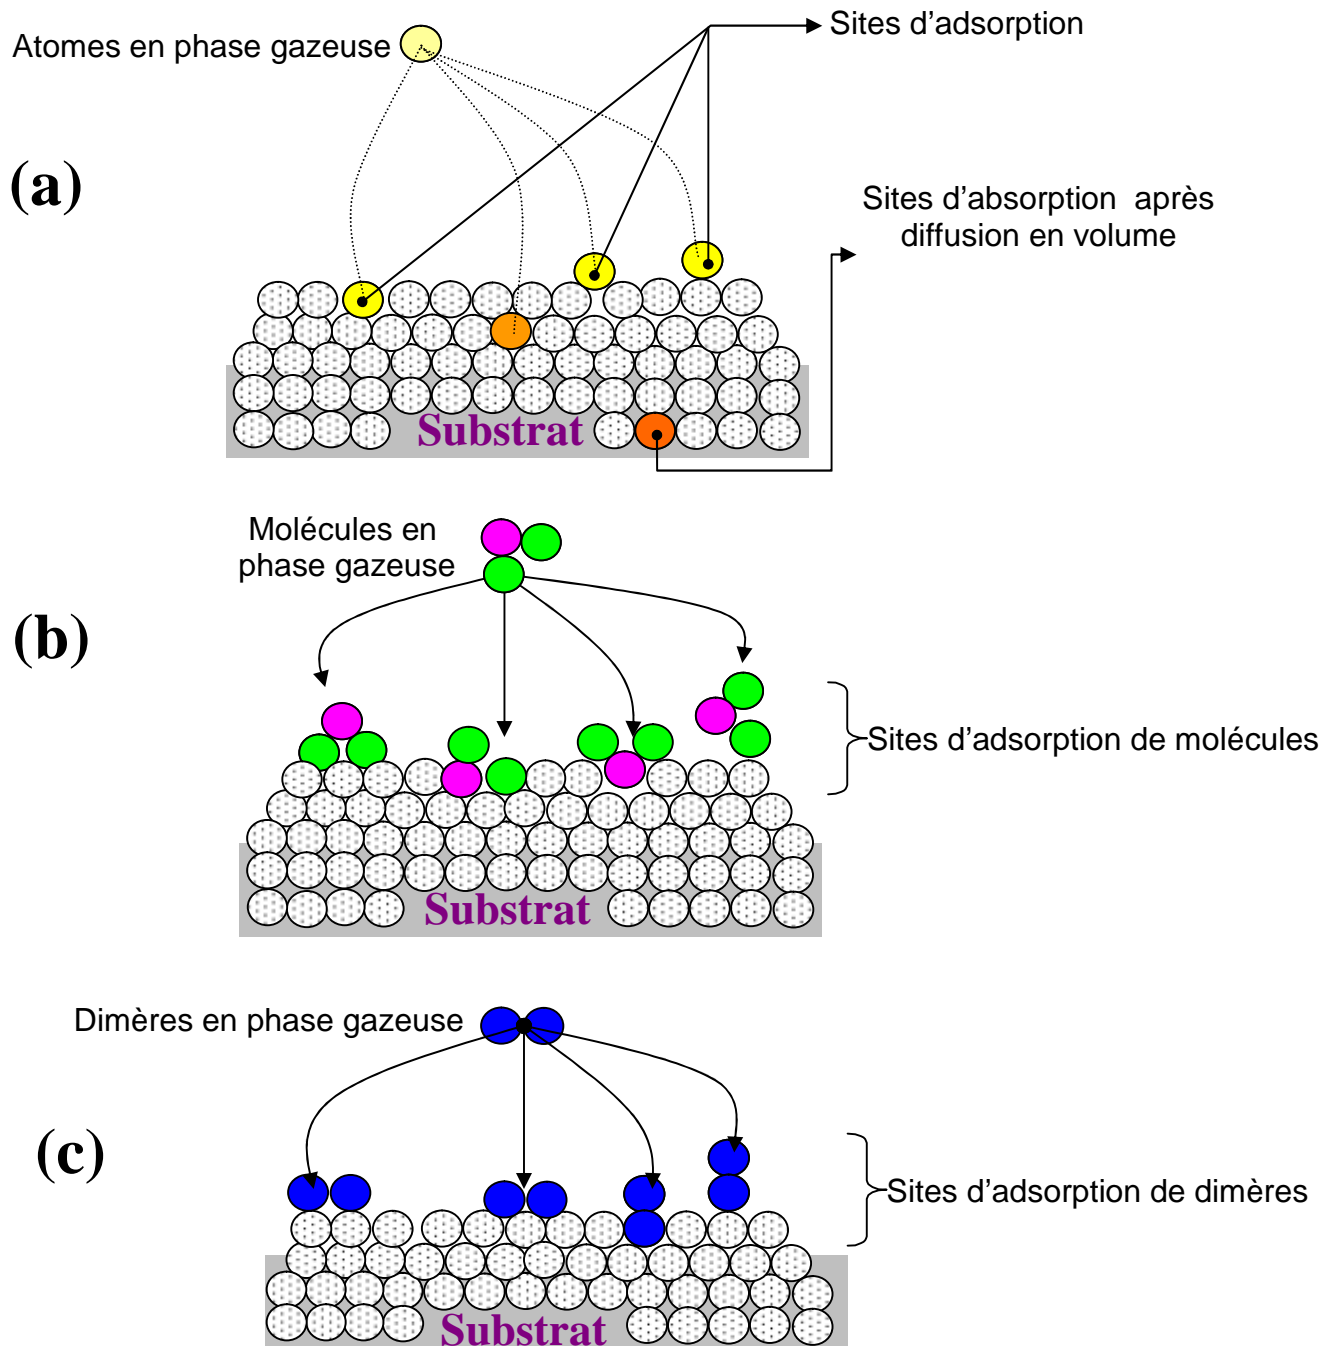 Sites d'adsorption
Atomes en phase gazeuse
(a)
Sites d'absorption après
diffusion en volume
Substrat
Molécules en
phase gazeuse
(b)
Sites d'adsorption de molécules
Substrat
Dimères en phase gazeuse
(c)
Sites d'adsorption de dimères
Substrat